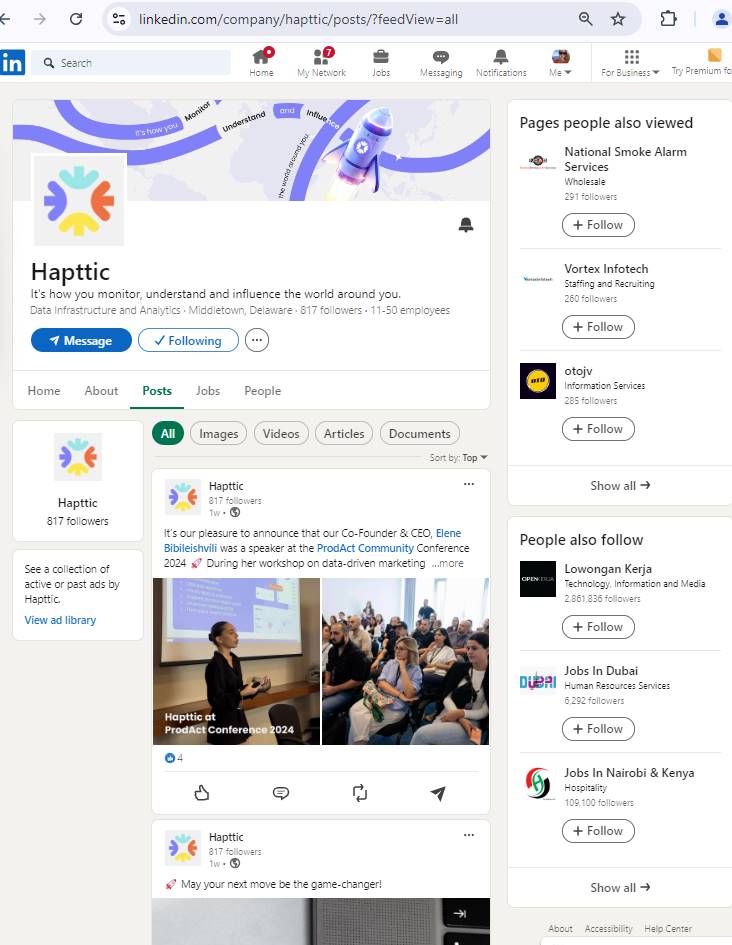 linkedin.com/company/hapttic/posts/?feedView=all
in
Search
Home
7
My Network
Jobs
Messaging
Notifications
Me
For Business
Try Premium fo
it's how you
Monitor
Understand
and
Influence
the world around you.
Hapttic
It's how you monitor, understand and influence the world around you.
Data Infrastructure and Analytics · Middletown, Delaware · 817 followers · 11-50 employees
Message
Following
Home
About
Posts
Jobs
People
Hapttic
817 followers
See a collection of
active or past ads by
Hapttic.
View ad library
All
Images
Videos
Articles
Documents
Sort by: Top
Hapttic
817 followers
1w •
It's our pleasure to announce that our Co-Founder & CEO, Elene
Bibileishvili was a speaker at the ProdAct Community Conference
2024 🚀 During her workshop on data-driven marketing ...more
Hapttic at
ProdAct Conference 2024
4
Hapttic
817 followers
1w •
🚀 May your next move be the game-changer!
Pages people also viewed
National Smoke Alarm
Services
Wholesale
291 followers
+ Follow
Vortex Infotech
Staffing and Recruiting
260 followers
+ Follow
OTO
otojv
Information Services
285 followers
+ Follow
Show all →
People also follow
OPENKERJA
Lowongan Kerja
Technology, Information and Media
2,861,836 followers
+ Follow
DUBAI
Jobs In Dubai
Human Resources Services
6,292 followers
+ Follow
Jobs In Nairobi & Kenya
Hospitality
109,100 followers
+ Follow
Show all →
About
Accessibility
Help Center